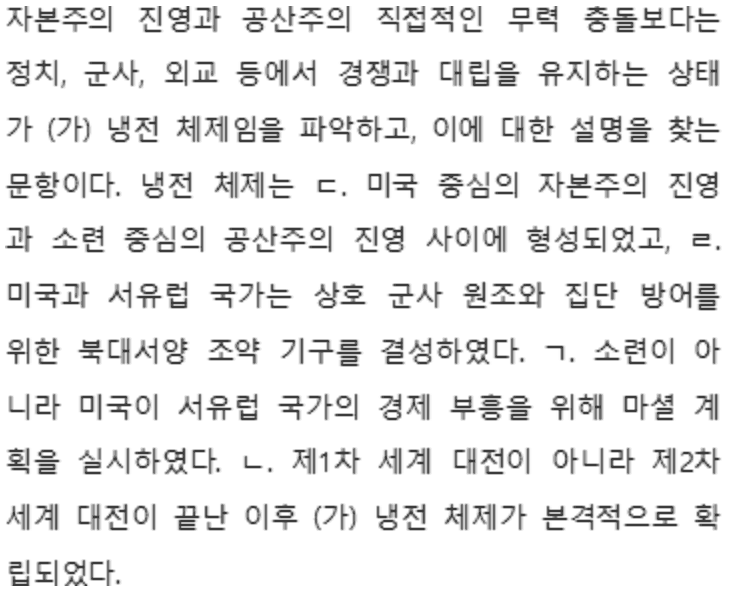 자본주의 진영과 공산주의 직접적인 무력 충돌보다는
정치, 군사, 외교 등에서 경쟁과 대립을 유지하는 상태
가 (가) 냉전 체제임을 파악하고, 이에 대한 설명을 찾는
문항이다. 냉전 체제는 ㄷ. 미국 중심의 자본주의 진영
과 소련 중심의 공산주의 진영 사이에 형성되었고, ㄹ.
미국과 서유럽 국가는 상호 군사 원조와 집단 방어를
위한 북대서양 조약 기구를 결성하였다. ㄱ. 소련이 아
니라 미국이 서유럽 국가의 경제 부흥을 위해 마셜 계
획을 실시하였다. ㄴ. 제1차 세계 대전이 아니라 제2차
세계 대전이 끝난 이후 (가) 냉전 체제가 본격적으로 확
립되었다.